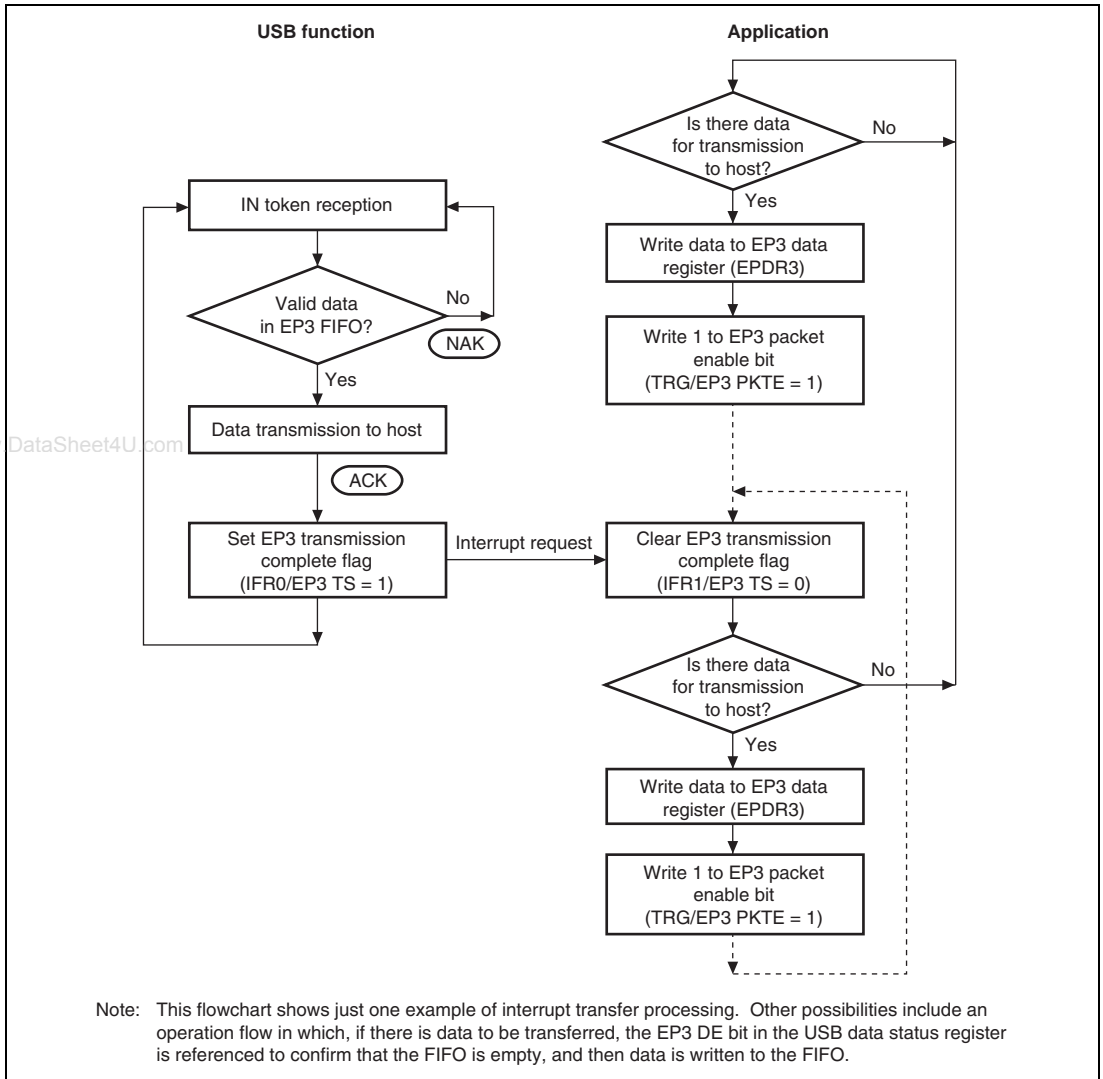 USB function
Application
Is there data
for transmission
to host?
No
Yes
IN token reception
Write data to EP3 data
register (EPDR3)
Valid data
in EP3 FIFO?
No
NAK
Yes
Write 1 to EP3 packet
enable bit
(TRG/EP3 PKTE = 1)
Data transmission to host
.DataSheet4U.com
ACK
Set EP3 transmission
complete flag
(IFR0/EP3 TS = 1)
Interrupt request
Clear EP3 transmission
complete flag
(IFR1/EP3 TS = 0)
Is there data
for transmission
to host?
No
Yes
Write data to EP3 data
register (EPDR3)
Write 1 to EP3 packet
enable bit
(TRG/EP3 PKTE = 1)
Note: This flowchart shows just one example of interrupt transfer processing. Other possibilities include an
operation flow in which, if there is data to be transferred, the EP3 DE bit in the USB data status register
is referenced to confirm that the FIFO is empty, and then data is written to the FIFO.